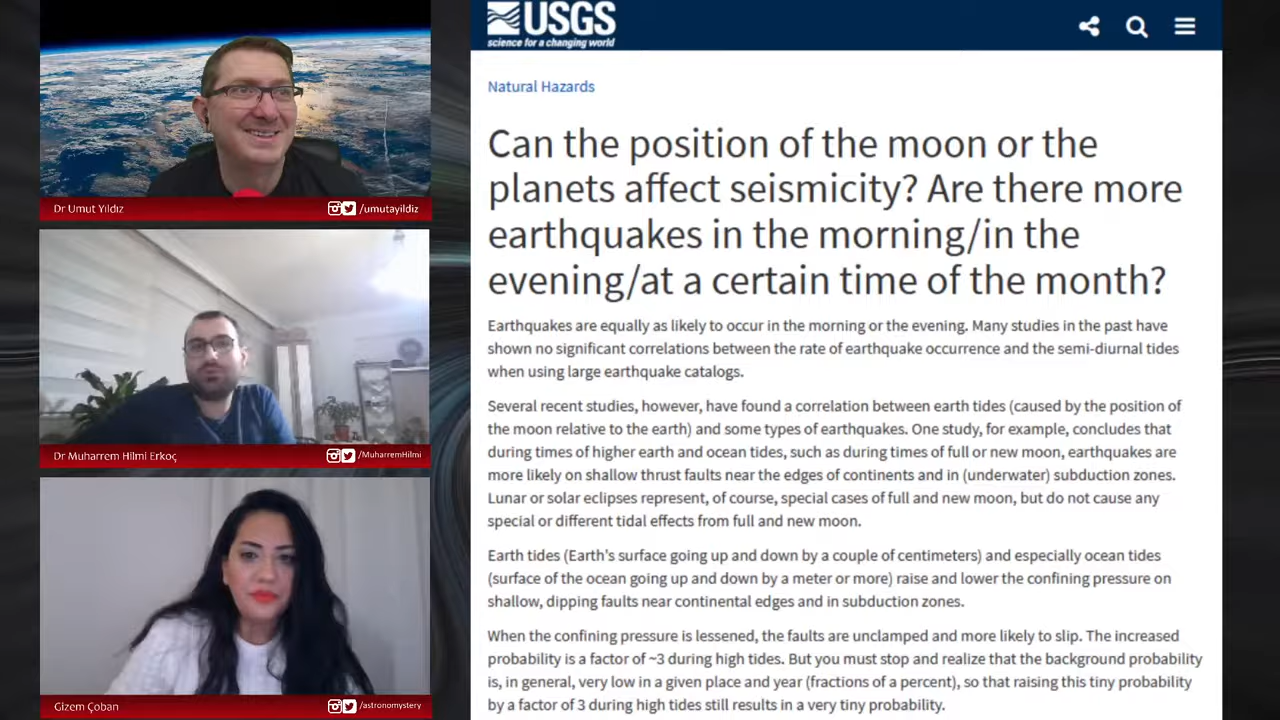 Dr Umut Yıldız
/umutayildiz
Dr Muharrem Hilmi Erkoç
/MuharremHilmi
Gizem Çoban
/astronomystery
USGS
science for a changing world
Natural Hazards
Can the position of the moon or the
planets affect seismicity? Are there more
earthquakes in the morning/in the
evening/at a certain time of the month?
Earthquakes are equally as likely to occur in the morning or the evening. Many studies in the past have
shown no significant correlations between the rate of earthquake occurrence and the semi-diurnal tides
when using large earthquake catalogs.
Several recent studies, however, have found a correlation between earth tides (caused by the position of
the moon relative to the earth) and some types of earthquakes. One study, for example, concludes that
during times of higher earth and ocean tides, such as during times of full or new moon, earthquakes are
more likely on shallow thrust faults near the edges of continents and in (underwater) subduction zones.
Lunar or solar eclipses represent, of course, special cases of full and new moon, but do not cause any
special or different tidal effects from full and new moon.
Earth tides (Earth's surface going up and down by a couple of centimeters) and especially ocean tides
(surface of the ocean going up and down by a meter or more) raise and lower the confining pressure on
shallow, dipping faults near continental edges and in subduction zones.
When the confining pressure is lessened, the faults are unclamped and more likely to slip. The increased
probability is a factor of ~3 during high tides. But you must stop and realize that the background probability
is, in general, very low in a given place and year (fractions of a percent), so that raising this tiny probability
by a factor of 3 during high tides still results in a very tiny probability.